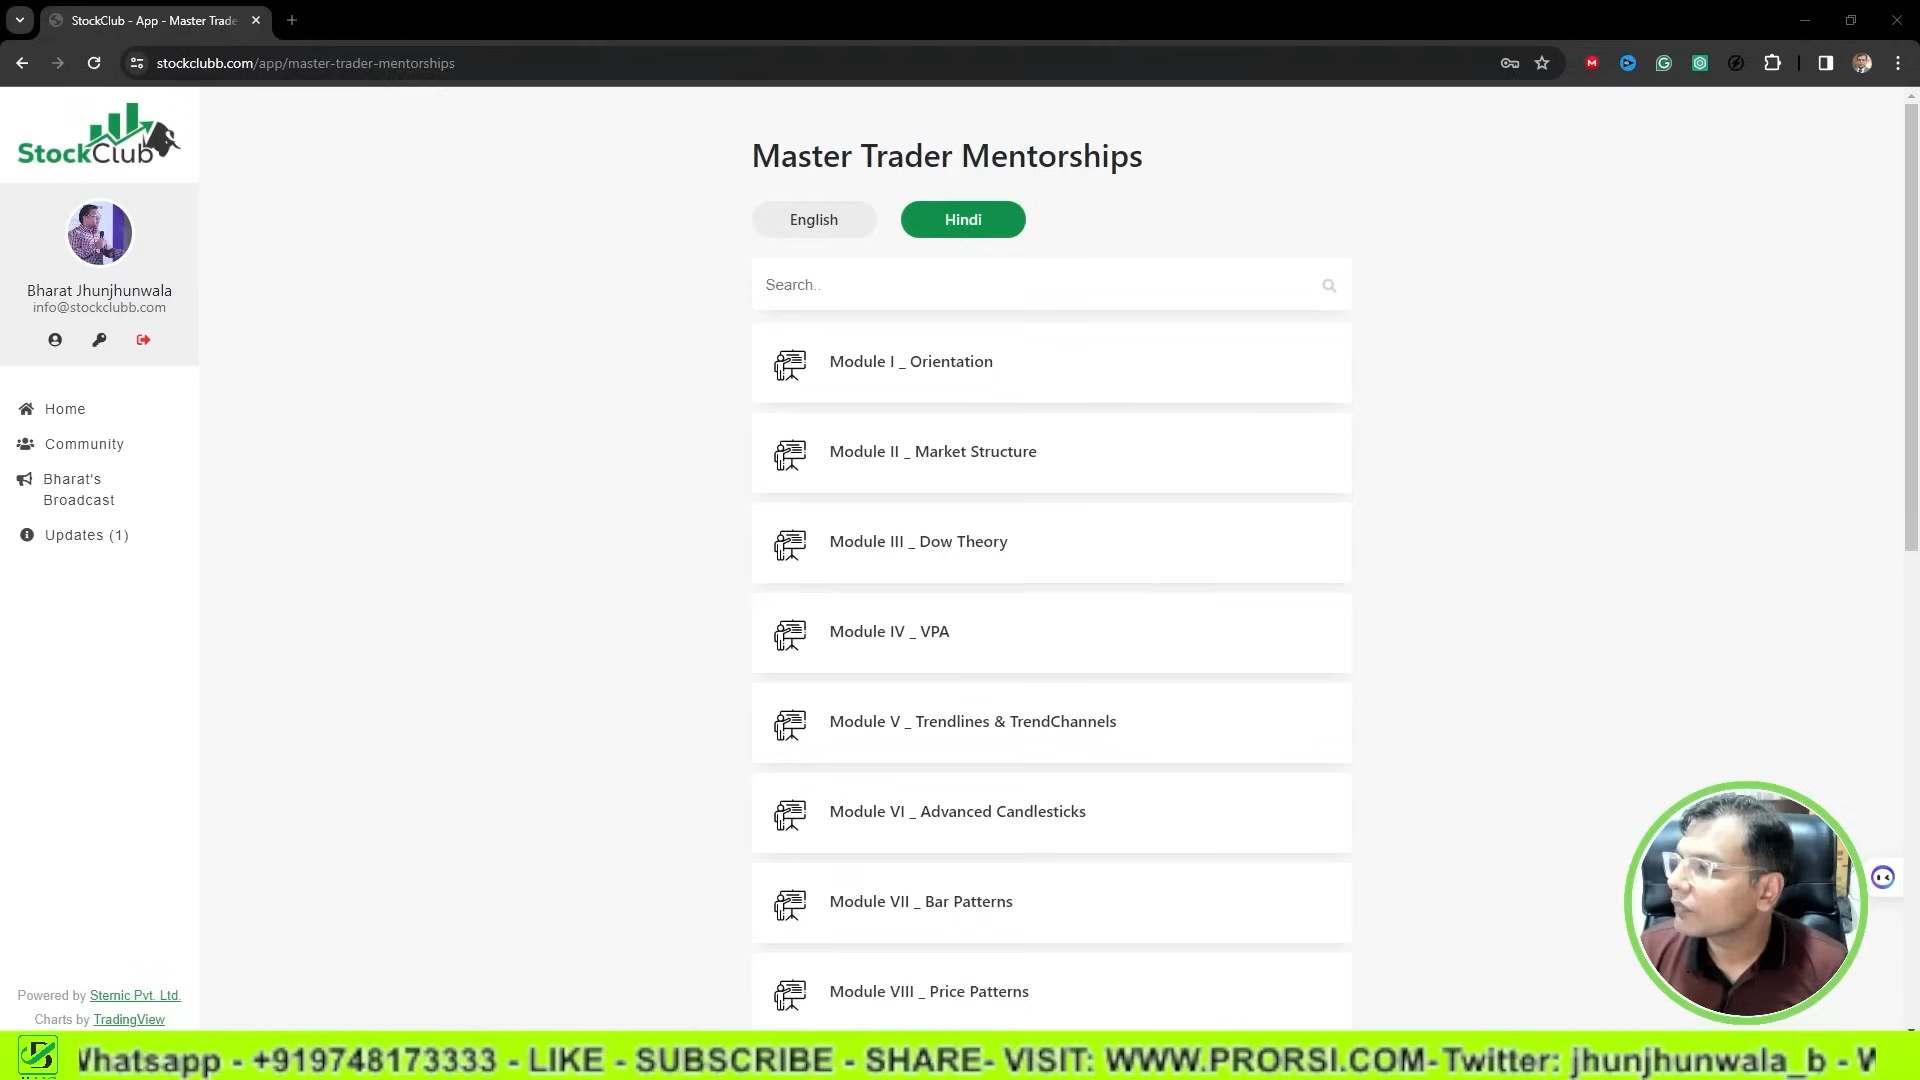 StockClub - App - Master Trade
stockclubb.com/app/master-trader-mentorships
StockClub
Bharat Jhunjhunwala
info@stockclubb.com
Home
Community
Bharat's
Broadcast
Updates (1)
Powered by Sternic Pvt. Ltd.
Charts by TradingView
Master Trader Mentorships
English
Hindi
Search..
Module I _ Orientation
Module II _ Market Structure
Module III _ Dow Theory
Module IV _ VPA
Module V _ Trendlines & TrendChannels
Module VI _ Advanced Candlesticks
Module VII _ Bar Patterns
Module VIII _ Price Patterns
Whatsapp - +919748173333 - LIKE - SUBSCRIBE - SHARE- VISIT: WWW.PRORSI.COM-Twitter: jhunjhunwala_b - W